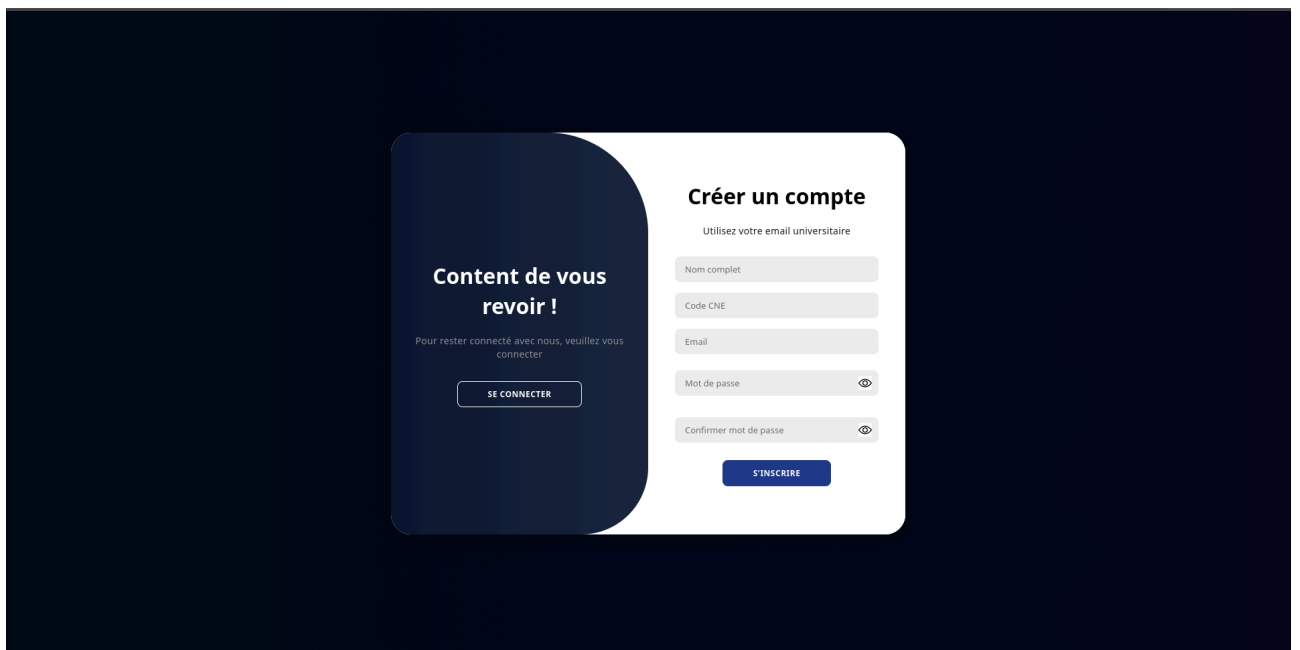 Content de vous
revoir !
Pour rester connecté avec nous, veuillez vous
connecter
SE CONNECTER
Créer un compte
Utilisez votre email universitaire
Nom complet
Code CNE
Email
Mot de passe
Confirmer mot de passe
S'INSCRIRE